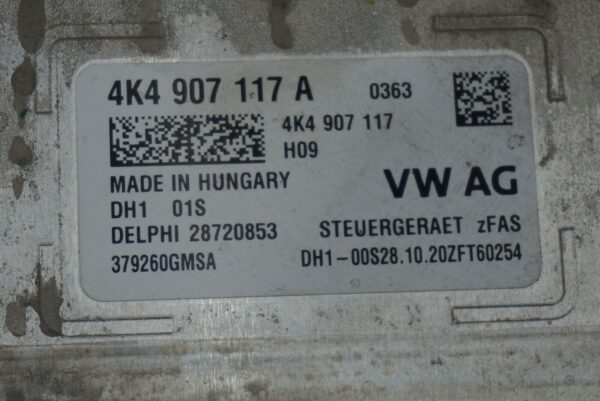 4K4 907 117 A 0363
4K4 907 117
H09
MADE IN HUNGARY
VW AG
DH1 01S
DELPHI 28720853 STEUERGERAET zFAS
379260GMSA DH1-00S28.10.20ZFT60254